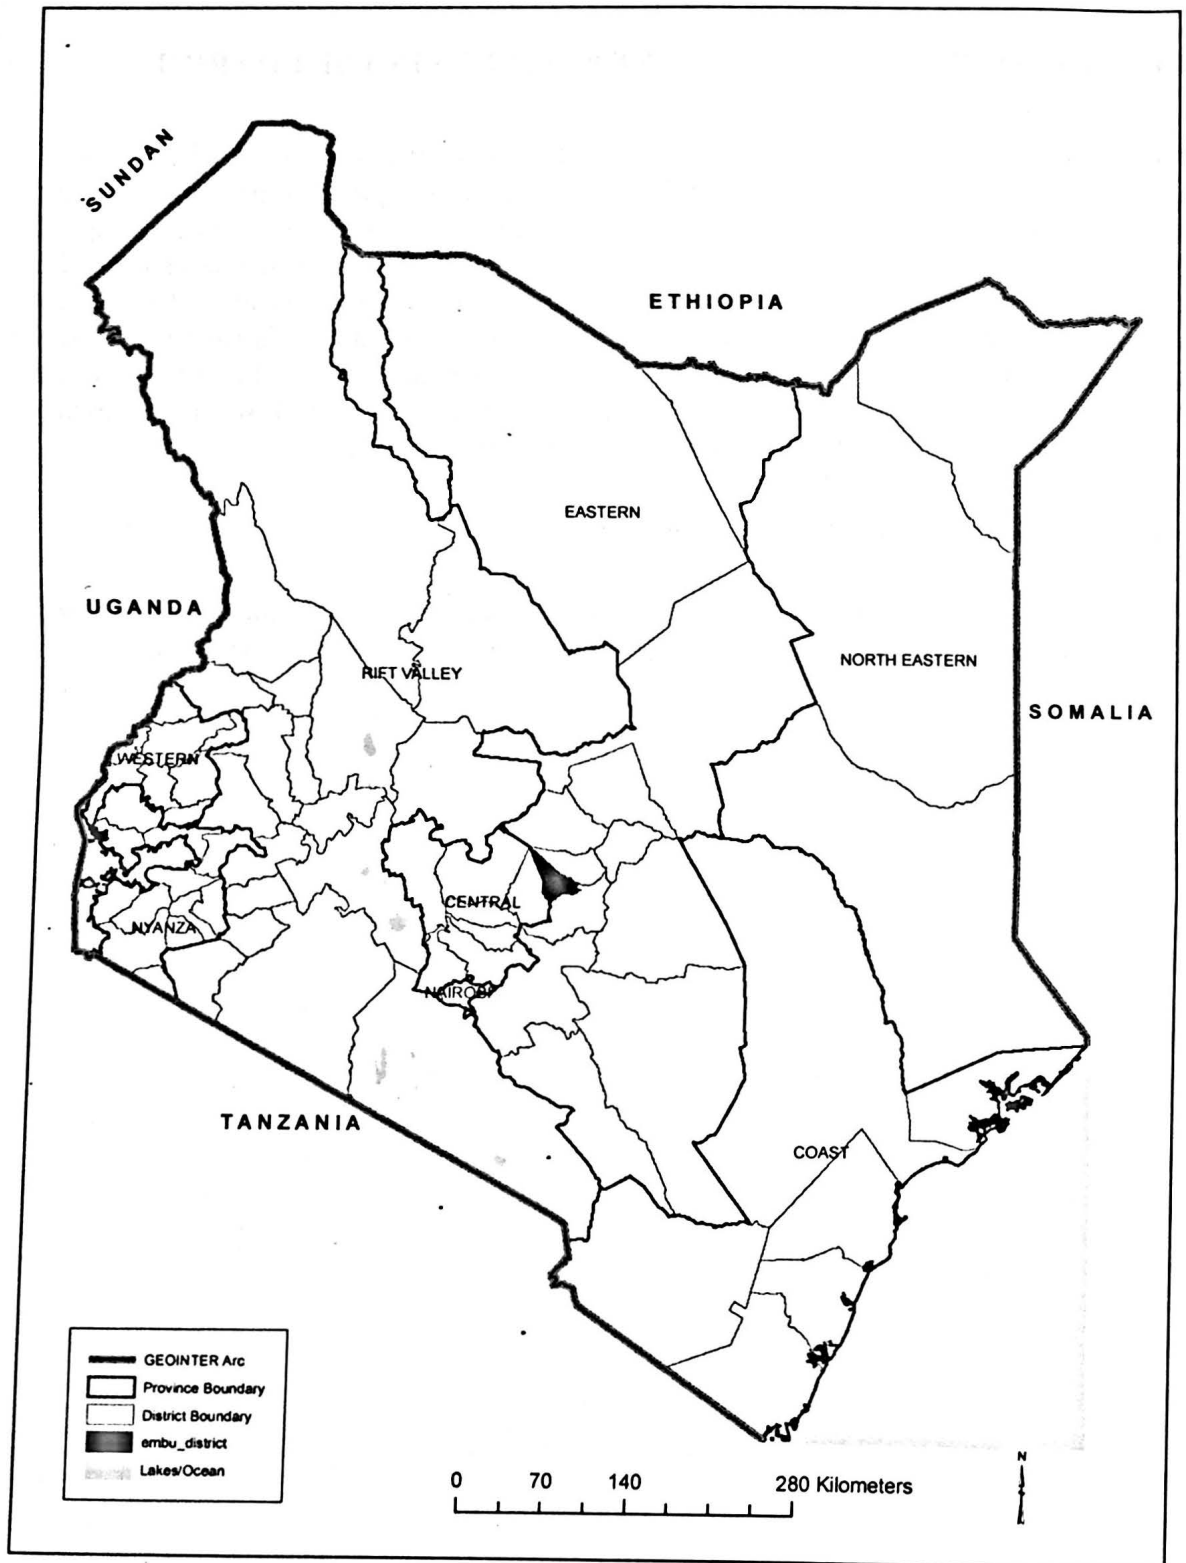 SUNDAN
ETHIOPIA
EASTERN
UGANDA
RIFT VALLEY
NORTH EASTERN
SOMALIA
WESTERN
CENTRAL
NYANZA
NAIROBI
TANZANIA
COAST
GEOINTER Arc
Province Boundary
District Boundary
embu_district
Lakes/Ocean
0 70 140 280 Kilometers
N